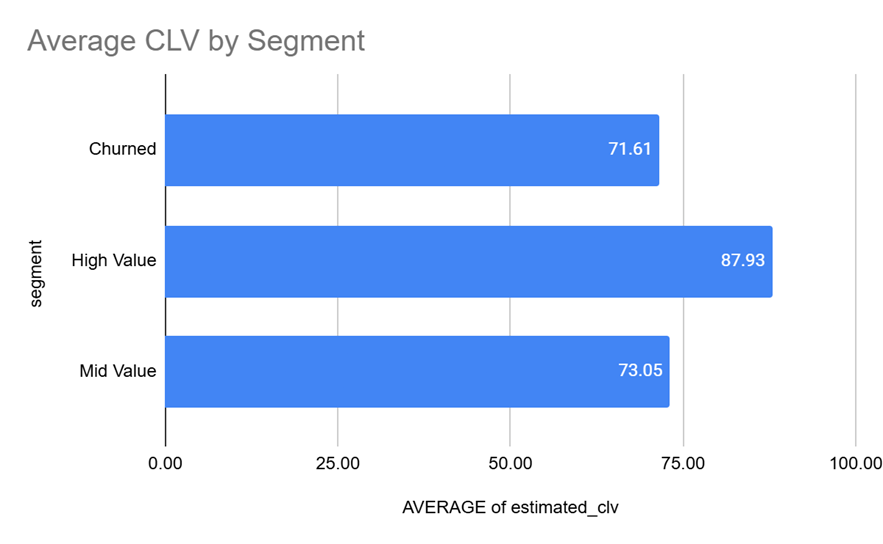 Average CLV by Segment
segment
Churned
71.61
High Value
87.93
Mid Value
73.05
0.00
25.00
50.00
75.00
100.00
AVERAGE of estimated_clv